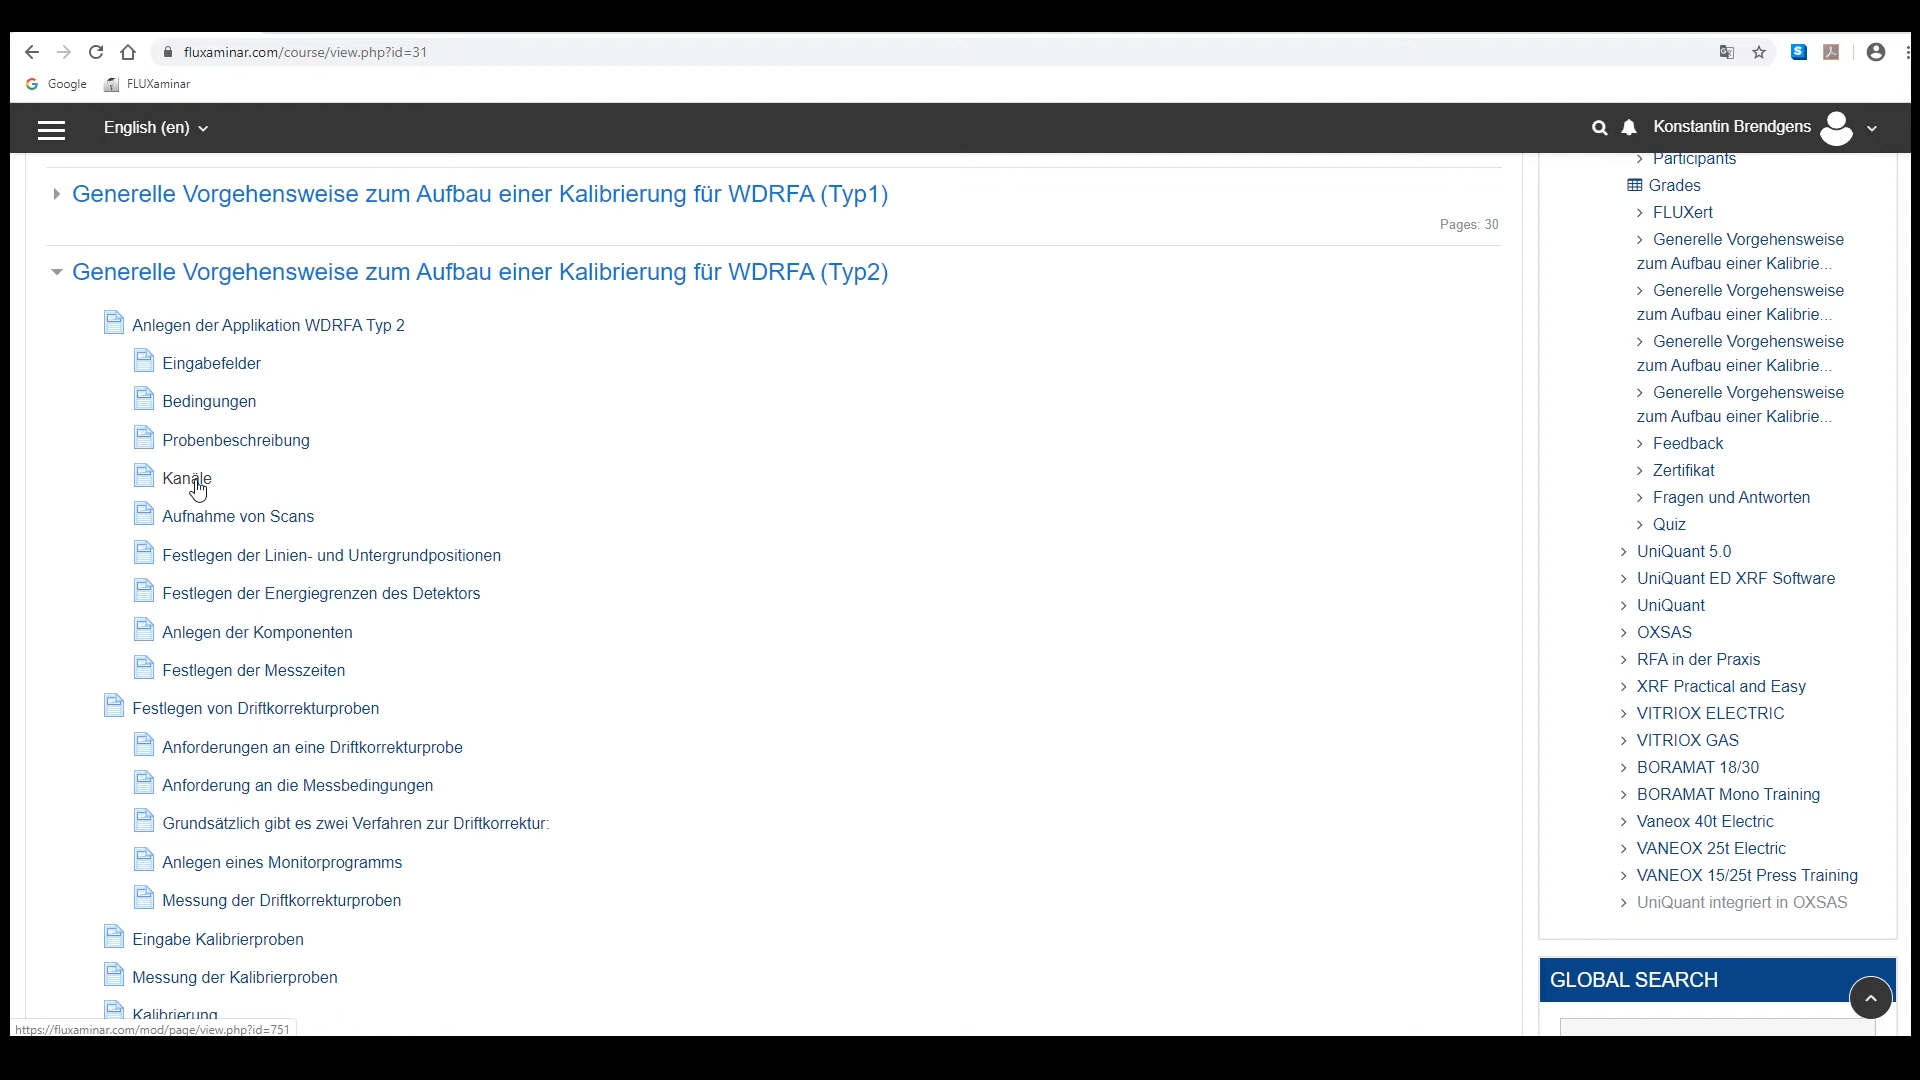 fluxaminar.com/course/view.php?id=31
Google
FLUXaminar
English (en)
Konstantin Brendgens
Generelle Vorgehensweise zum Aufbau einer Kalibrierung für WDRFA (Typ1)
Pages: 30
Generelle Vorgehensweise zum Aufbau einer Kalibrierung für WDRFA (Typ2)
Anlegen der Applikation WDRFA Typ 2
Eingabefelder
Bedingungen
Probenbeschreibung
Kanäle
Aufnahme von Scans
Festlegen der Linien- und Untergrundpositionen
Festlegen der Energiegrenzen des Detektors
Anlegen der Komponenten
Festlegen der Messzeiten
Festlegen von Driftkorrekturproben
Anforderungen an eine Driftkorrekturprobe
Anforderung an die Messbedingungen
Grundsätzlich gibt es zwei Verfahren zur Driftkorrektur:
Anlegen eines Monitorprogramms
Messung der Driftkorrekturproben
Eingabe Kalibrierproben
Messung der Kalibrierproben
Kalibrierung
https://fluxaminar.com/mod/page/view.php?id=751
Participants
Grades
FLUXert
Generelle Vorgehensweise
zum Aufbau einer Kalibrie...
Generelle Vorgehensweise
zum Aufbau einer Kalibrie...
Generelle Vorgehensweise
zum Aufbau einer Kalibrie...
Generelle Vorgehensweise
zum Aufbau einer Kalibrie...
Feedback
Zertifikat
Fragen und Antworten
Quiz
UniQuant 5.0
UniQuant ED XRF Software
UniQuant
OXSAS
RFA in der Praxis
XRF Practical and Easy
VITRIOX ELECTRIC
VITRIOX GAS
BORAMAT 18/30
BORAMAT Mono Training
Vaneox 40t Electric
VANEOX 25t Electric
VANEOX 15/25t Press Training
UniQuant integriert in OXSAS
GLOBAL SEARCH